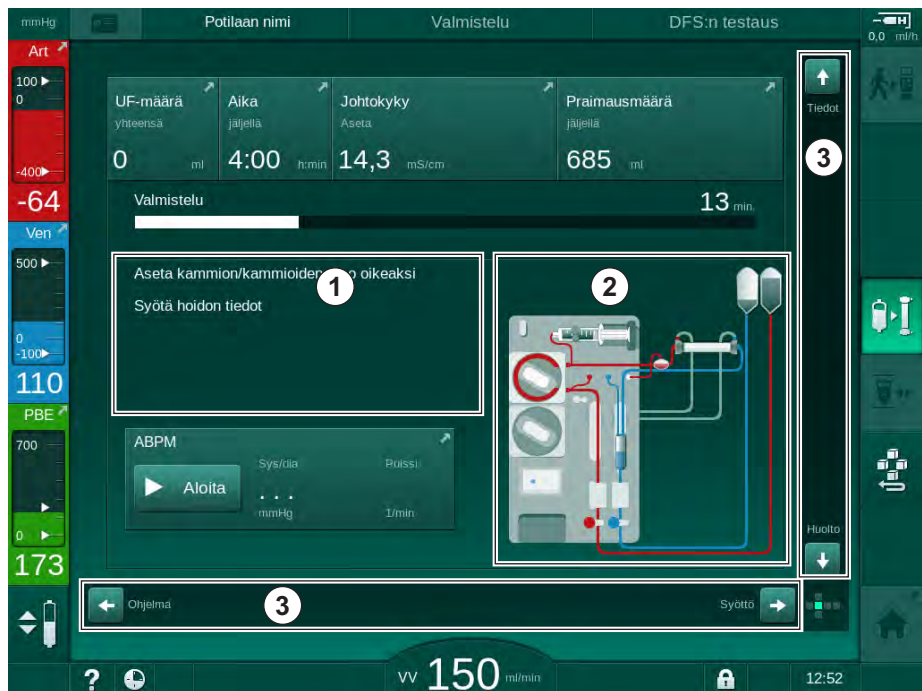 mmHg
Potilaan nimi
Valmistelu
DFS:n testaus
0,0 ml/h
Art
100
0
-400
-64
Ven
500
0
-100
110
PBE
700
0
173
UF-määrä
yhteensä
0 ml
Aika
jäljellä
4:00 h:min
Johtokyky
Aseta
14,3 mS/cm
Praimausmäärä
jäljellä
685 ml
Tiedot
3
Valmistelu
13 min.
Aseta kammion/kammioiden oikeaksi
1
Syötä hoidon tiedot
2
ABPM
Aloita
Sys/dia
...
mmHg
Pulssi
1/min
Huolto
Ohjelma
3
Syöttö
?
VV 150 ml/min
12:52